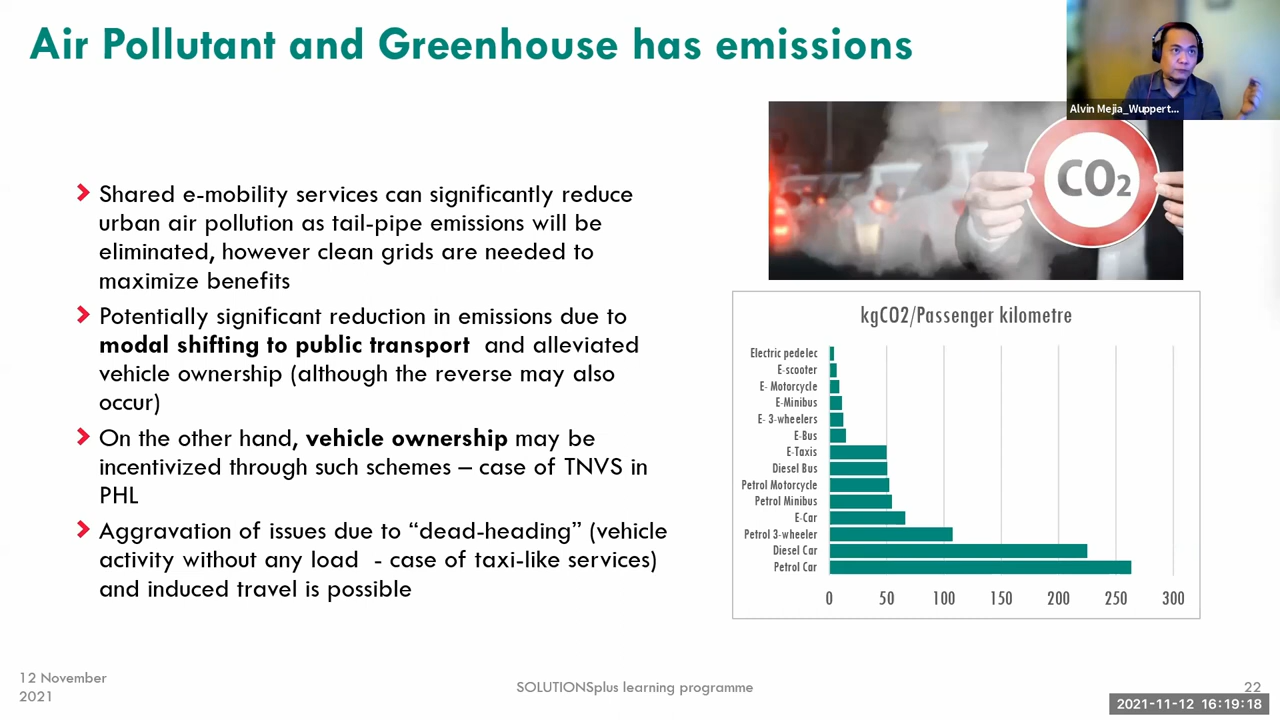 Air Pollutant and Greenhouse has emissions
Alvin Mejia_Wuppert...
CO2
Shared e-mobility services can significantly reduce
urban air pollution as tail-pipe emissions will be
eliminated, however clean grids are needed to
maximize benefits
Potentially significant reduction in emissions due to
modal shifting to public transport and alleviated
vehicle ownership (although the reverse may also
occur)
On the other hand, vehicle ownership may be
incentivized through such schemes – case of TNVS in
PHL
Aggravation of issues due to “dead-heading” (vehicle
activity without any load - case of taxi-like services)
and induced travel is possible
kgCO2/Passenger kilometre
Electric pedelec
E-scooter
E- Motorcycle
E-Minibus
E- 3-wheelers
E-Bus
E-Taxis
Diesel Bus
Petrol Motorcycle
Petrol Minibus
E-Car
Petrol 3-wheeler
Diesel Car
Petrol Car
0 50 100 150 200 250 300
12 November
2021
SOLUTIONSplus learning programme
22
2021-11-12 16:19:18